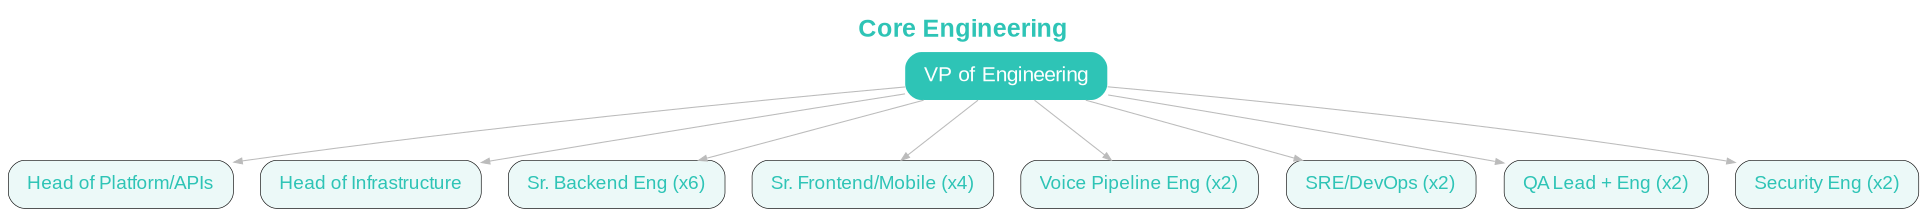 Core Engineering
VP of Engineering
Head of Platform/APIs
Head of Infrastructure
Sr. Backend Eng (x6)
Sr. Frontend/Mobile (x4)
Voice Pipeline Eng (x2)
SRE/DevOps (x2)
QA Lead + Eng (x2)
Security Eng (x2)